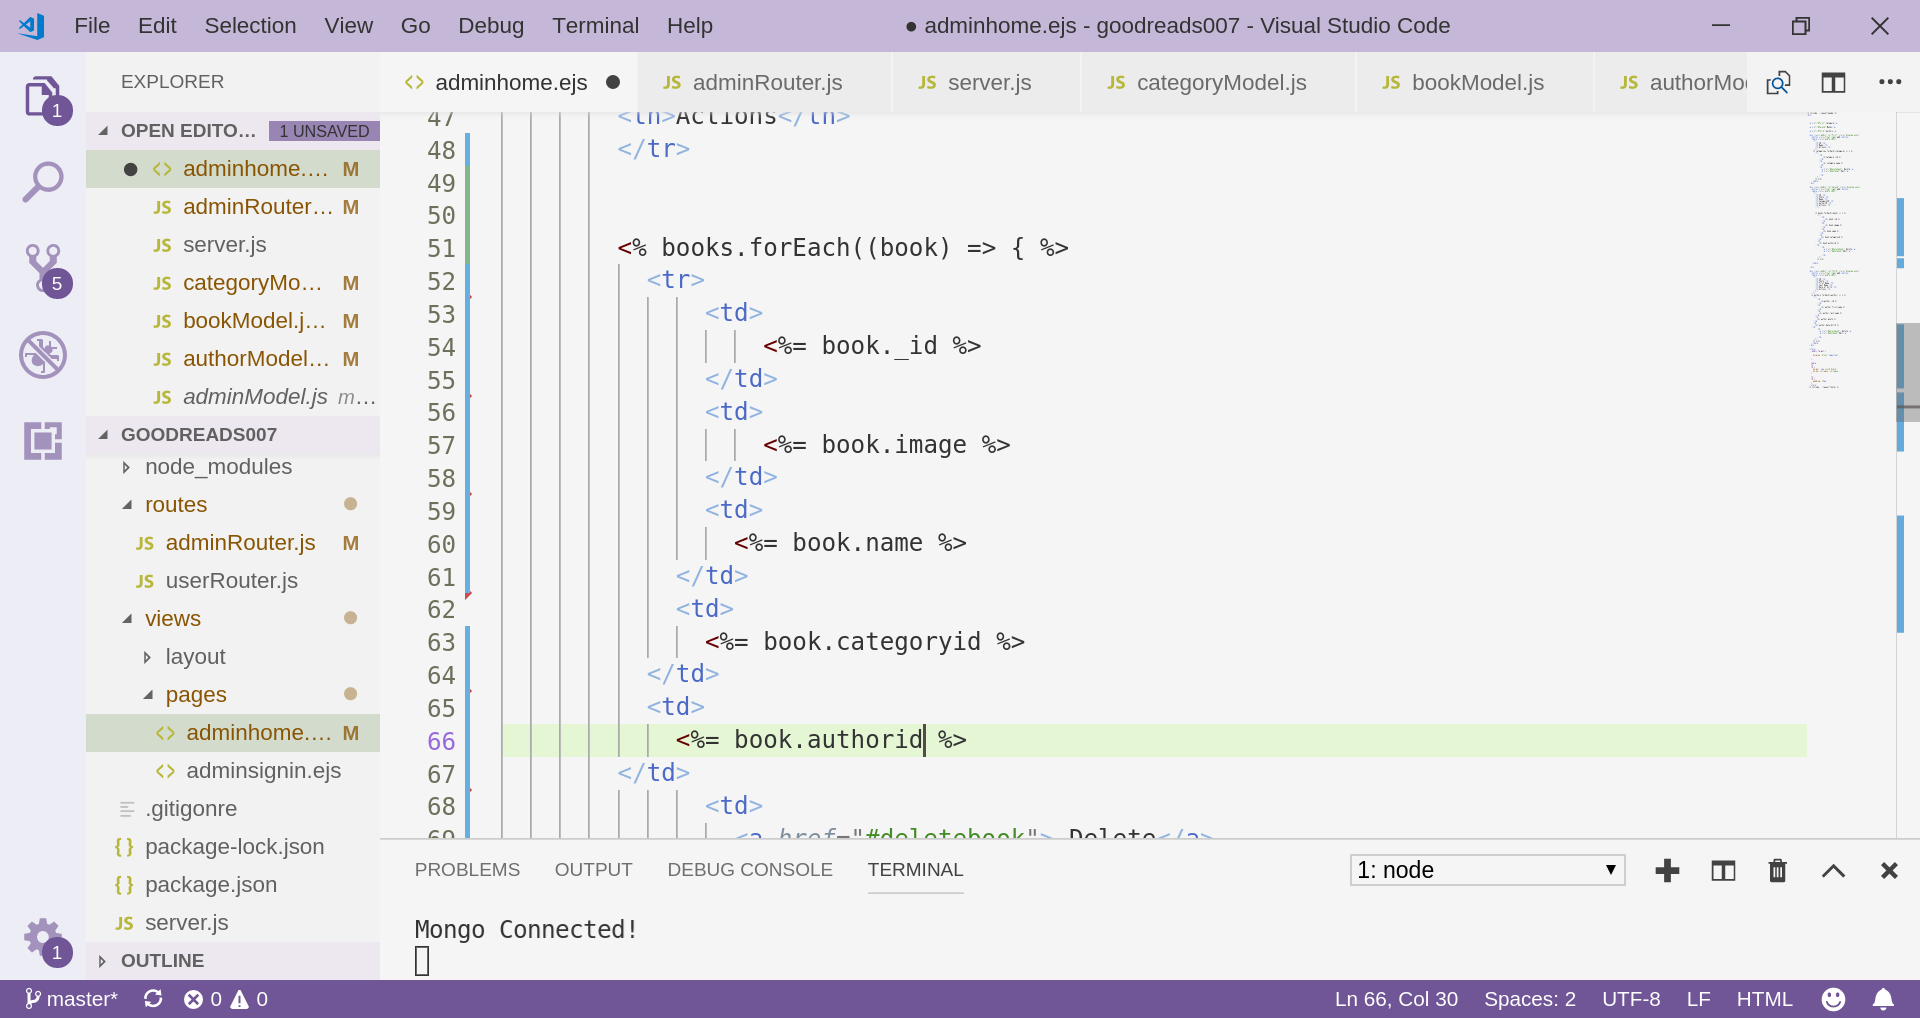 File Edit Selection View Go Debug Terminal Help
● adminhome.ejs - goodreads007 - Visual Studio Code
EXPLORER
<> adminhome.ejs ●
JS adminRouter.js
JS server.js
JS categoryModel.js
JS bookModel.js
JS authorMo
1
5
1
OPEN EDITO... 1 UNSAVED
● <> adminhome.... M
JS adminRouter... M
JS server.js
JS categoryMo... M
JS bookModel.j... M
JS authorModel... M
JS adminModel.js m...
GOODREADS007
node_modules
routes
JS adminRouter.js M
JS userRouter.js
views
layout
pages
<> adminhome.... M
<> adminsignin.ejs
.gitigonre
{} package-lock.json
{} package.json
JS server.js
OUTLINE
47 <th>Actions</th>
48 </tr>
49
50
51 <% books.forEach((book) => { %>
52 <tr>
53 <td>
54 <%= book._id %>
55 </td>
56 <td>
57 <%= book.image %>
58 </td>
59 <td>
60 <%= book.name %>
61 </td>
62 <td>
63 <%= book.categoryid %>
64 </td>
65 <td>
66 <%= book.authorid %>
67 </td>
68 <td>
69 <a href="#deletebook"> Delete</a>
PROBLEMS OUTPUT DEBUG CONSOLE TERMINAL
1: node
Mongo Connected!
master* 0 0
Ln 66, Col 30 Spaces: 2 UTF-8 LF HTML